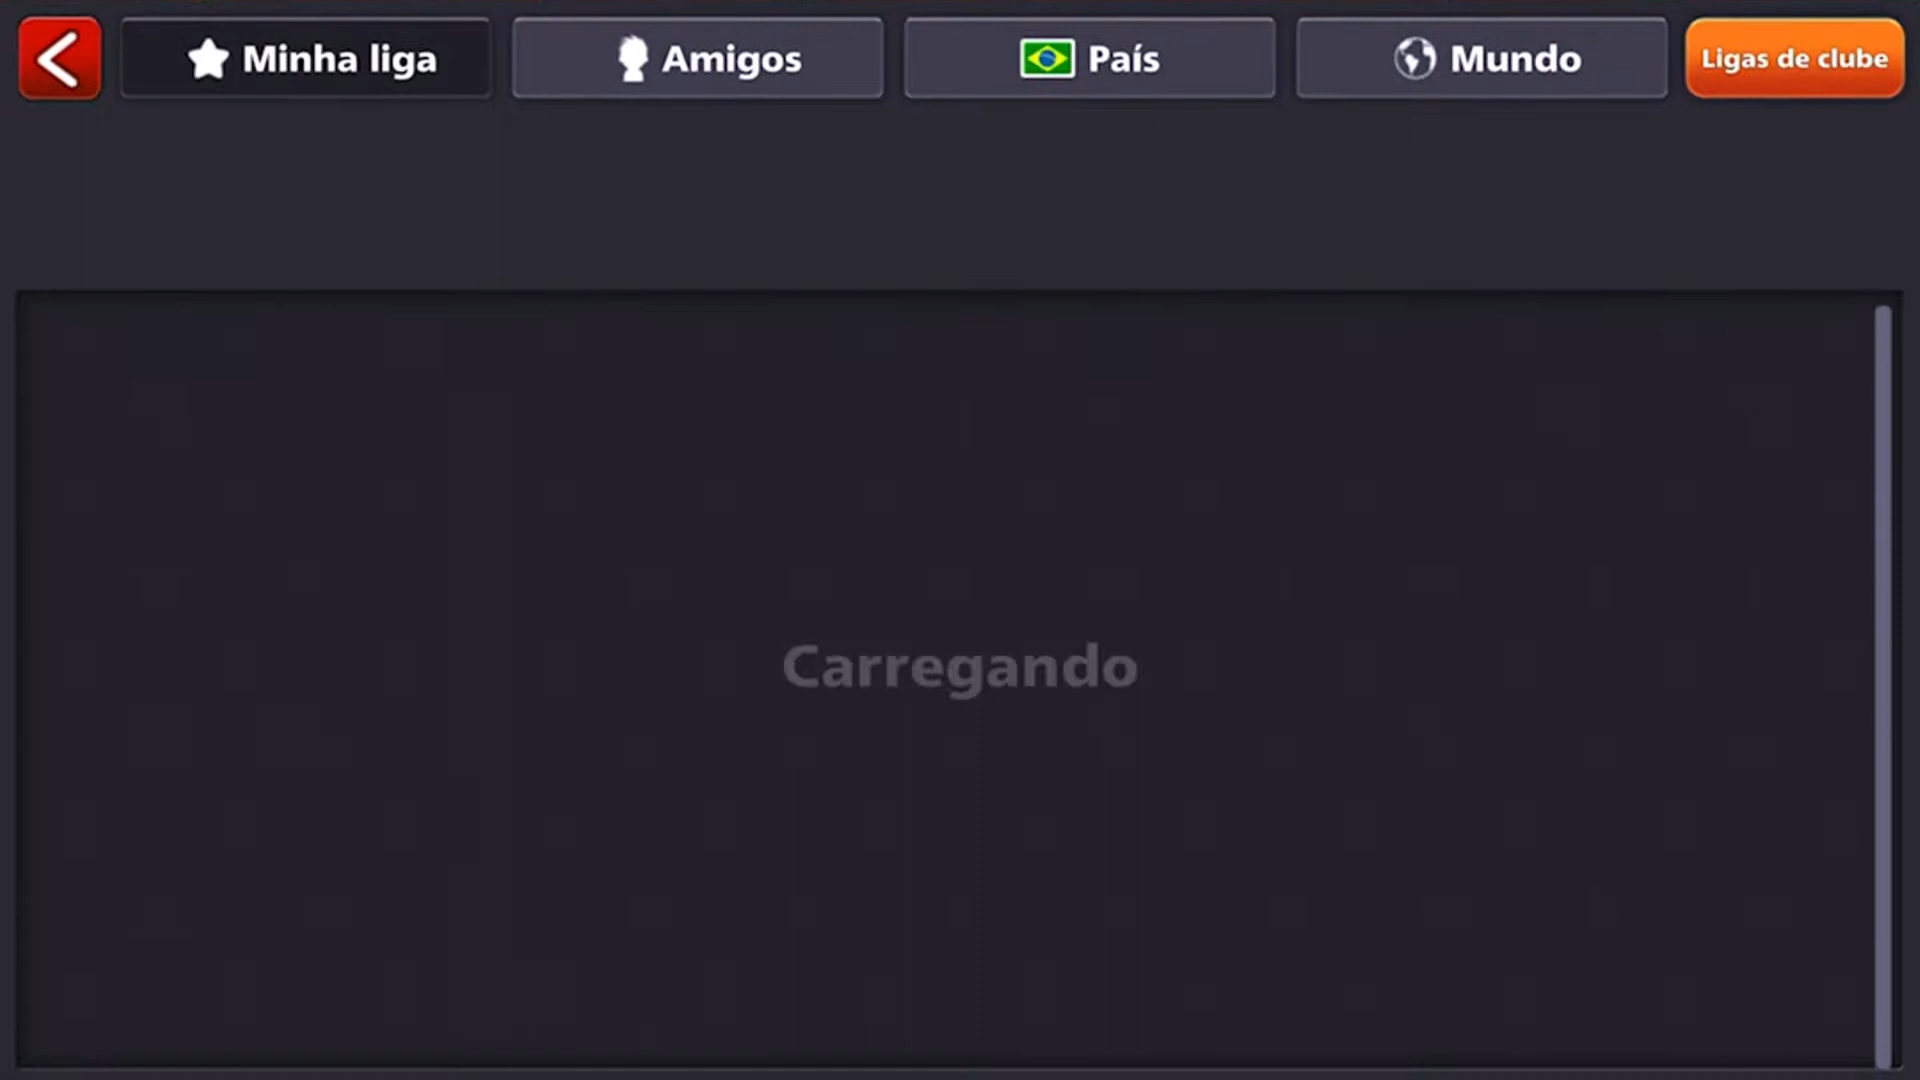 Minha liga
Amigos
País
Mundo
Ligas de clube
Carregando